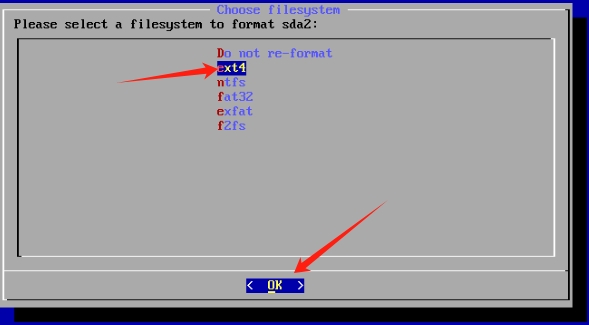 Choose filesystem
Please select a filesystem to format sda2:
Do not re-format
ext4
ntfs
fat32
exfat
f2fs
< OK >